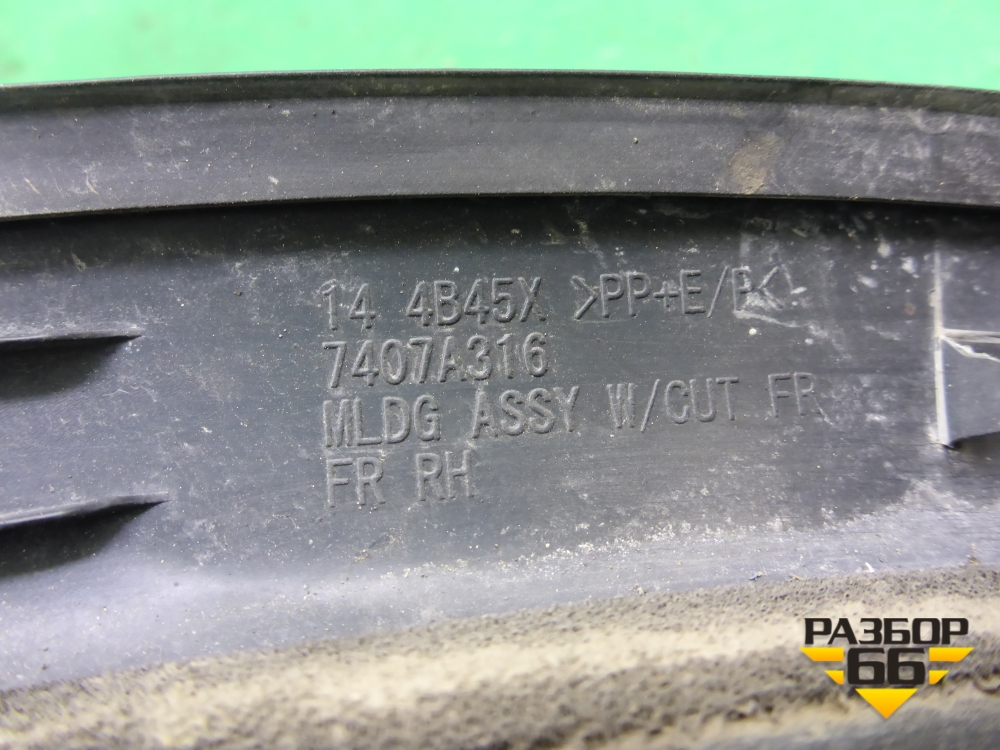 14 4B45X >PP+E/P<
7407A316
MLDG ASSY W/CUT FR
FR RH
РАЗБОР
66